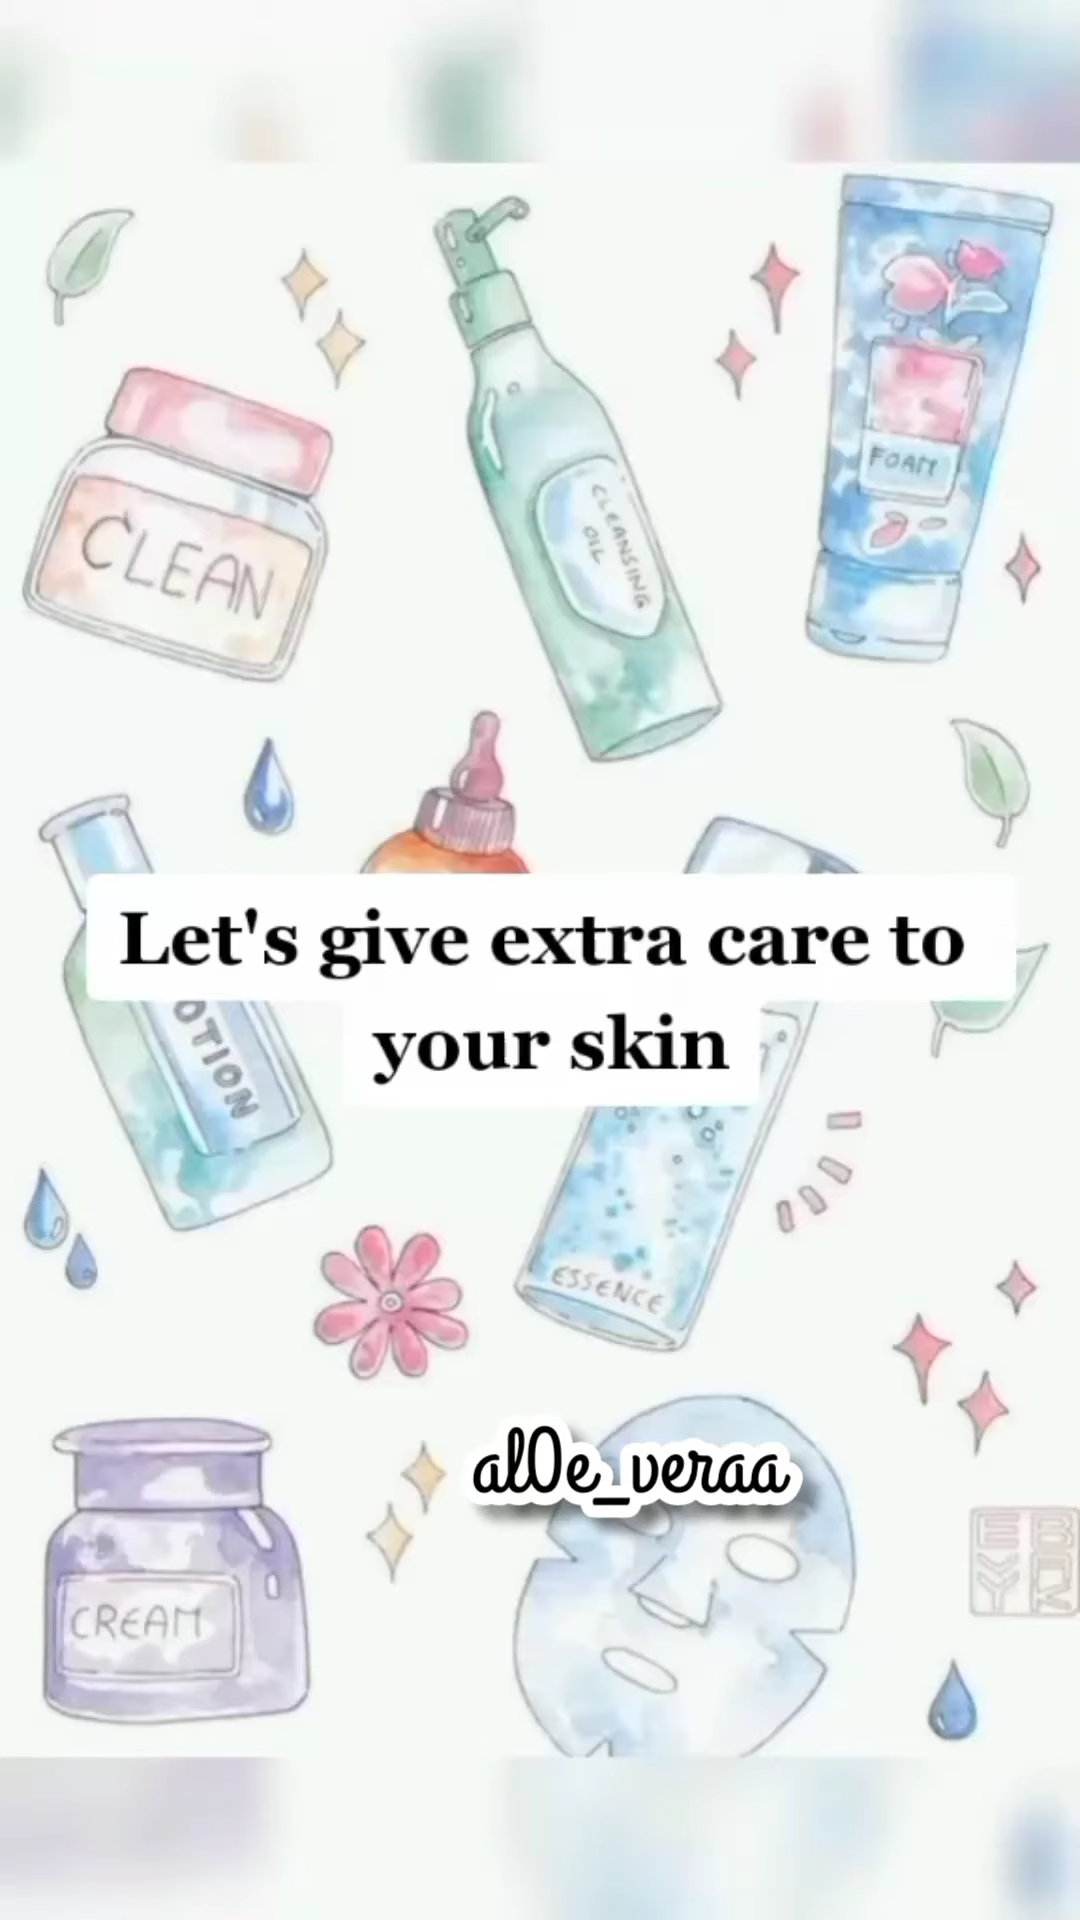 CLEAN
CLEANSING
OIL
FOAM
Let's give extra care to
your skin
OTION
ESSENCE
al0e_veraa
CREAM